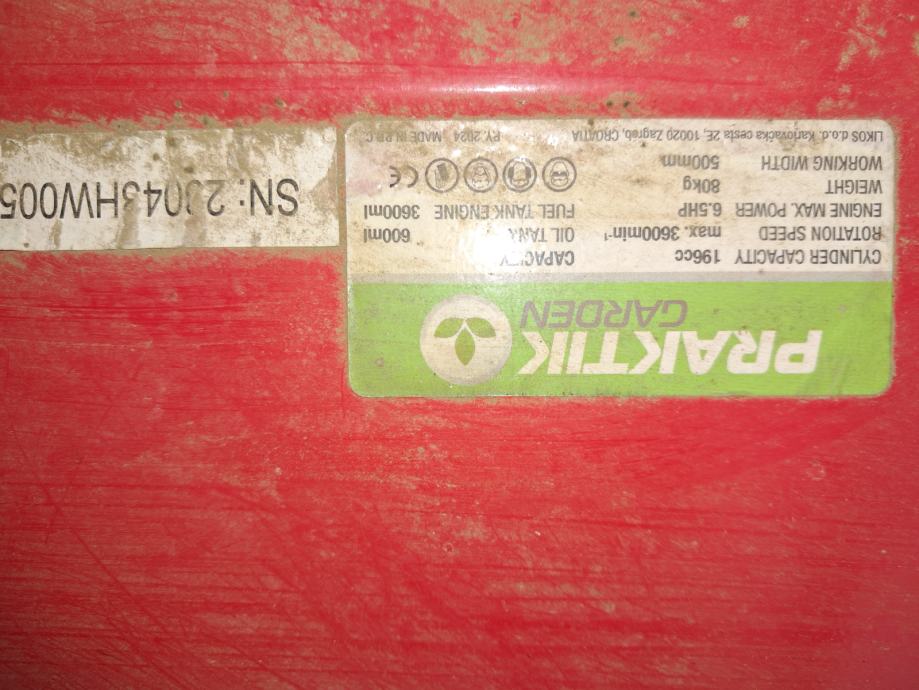 PRAKTIK
GARDEN
CYLINDER CAPACITY 196cc CAPACITY
ROTATION SPEED max. 3600min⁻¹ OIL TANK 600ml
ENGINE MAX. POWER 6.5HP FUEL TANK ENGINE 3600ml
WEIGHT 80kg
WORKING WIDTH 500mm CE
LIKOS d.o.o. Karlovačka cesta 2E, 10020 Zagreb, CROATIA P.Y. 2024 MADE IN P.R.C.
SN: